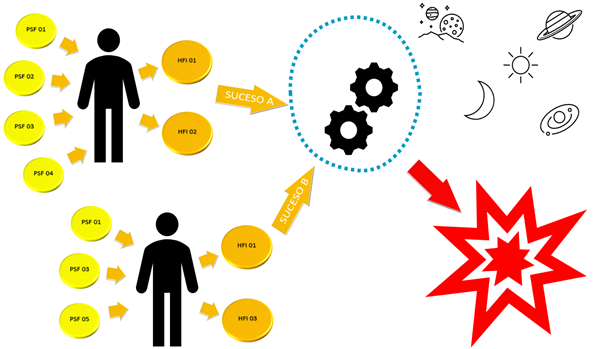 PSF 01
PSF 02
PSF 03
PSF 04
HFI 01
HFI 02
SUCESO A
PSF 01
PSF 03
PSF 05
HFI 01
HFI 03
SUCESO B